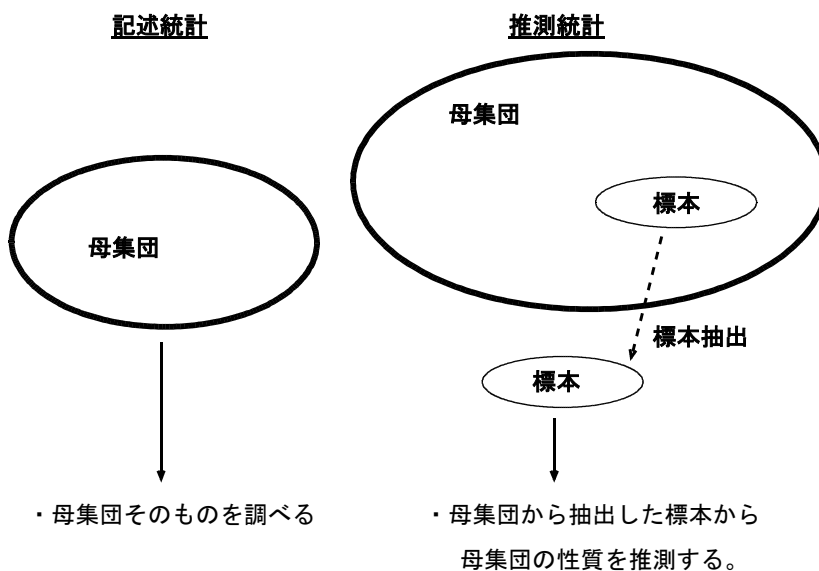 記述統計
母集団
・母集団そのものを調べる
推測統計
母集団
標本
標本抽出
標本
・母集団から抽出した標本から
母集団の性質を推測する。